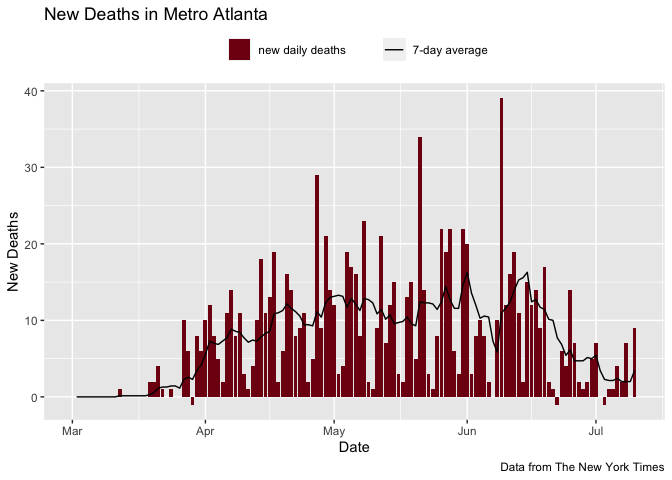 New Deaths in Metro Atlanta
new daily deaths
7-day average
40
30
20
10
0
New Deaths
Mar
Apr
May
Jun
Jul
Date
Data from The New York Times